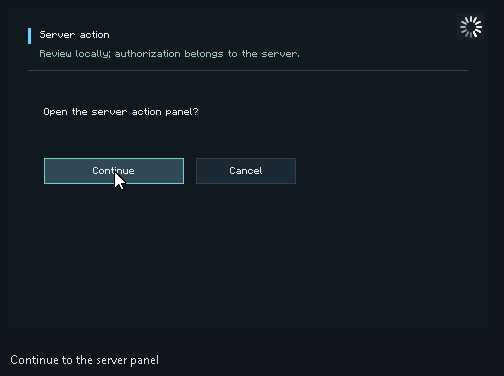 Server action
Review locally; authorization belongs to the server.
Open the server action panel?
Continue
Cancel
Continue to the server panel